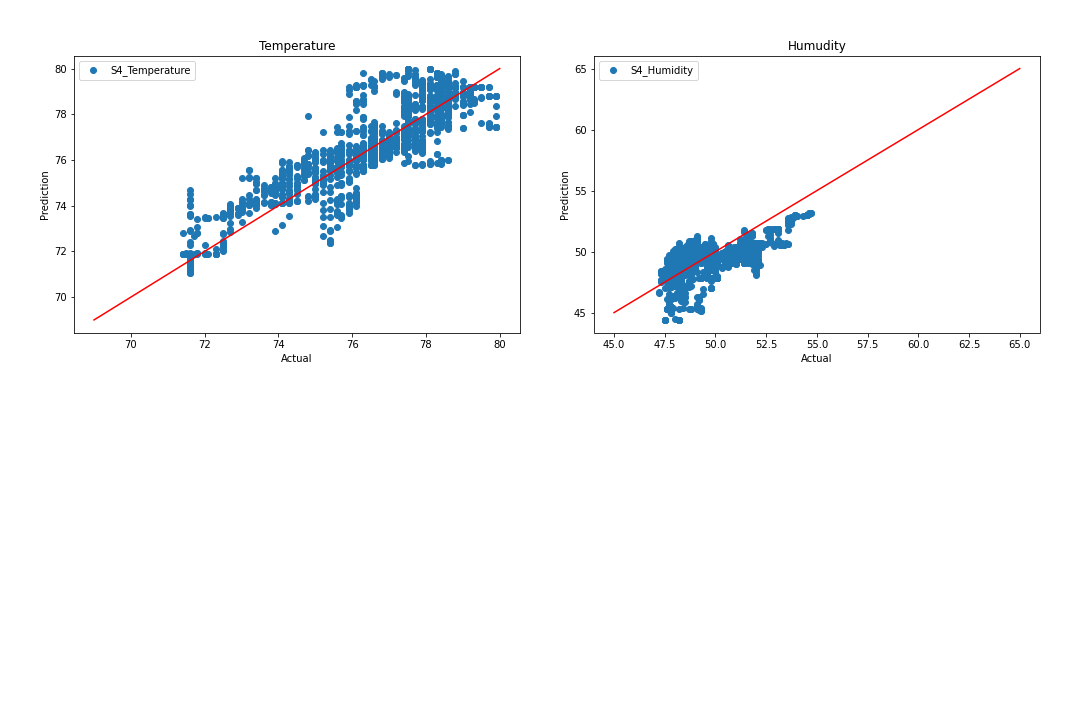 Temperature
S4_Temperature
80
78
76
74
72
70
Prediction
70 72 74 76 78 80
Actual
Humudity
S4_Humidity
65
60
55
50
45
Prediction
45.0 47.5 50.0 52.5 55.0 57.5 60.0 62.5 65.0
Actual